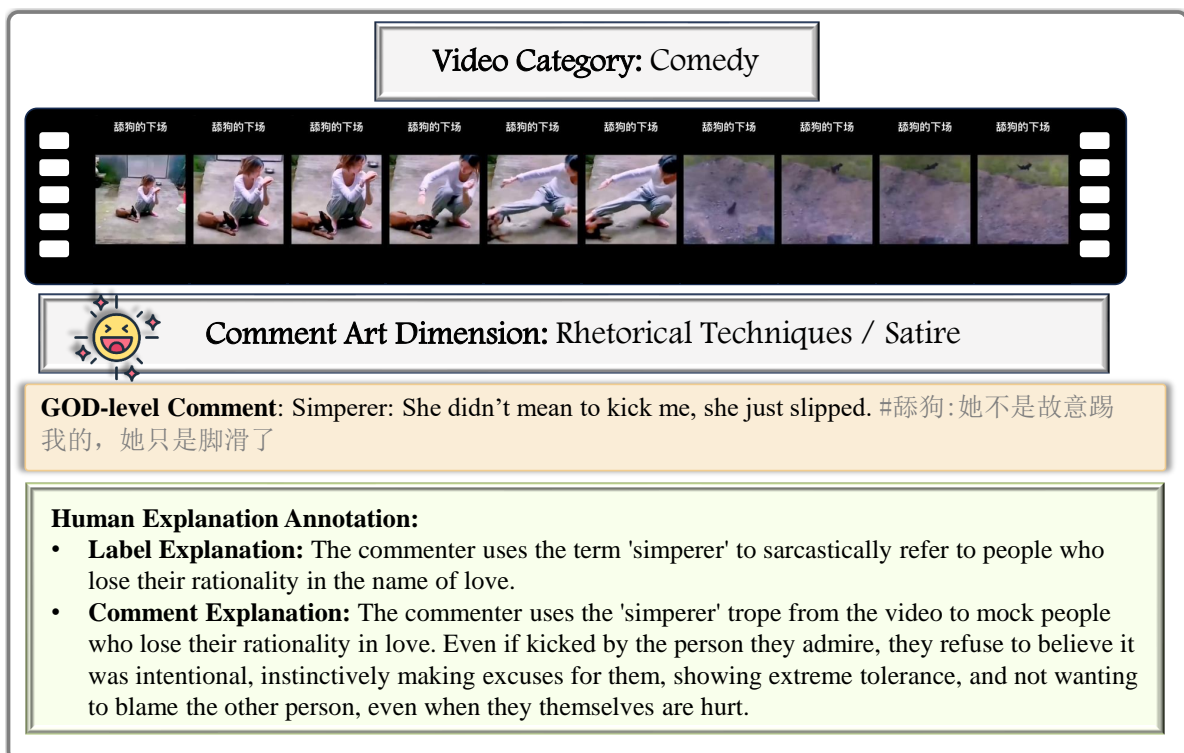 Video Category: Comedy
舔狗的下场 舔狗的下场 舔狗的下场 舔狗的下场 舔狗的下场 舔狗的下场 舔狗的下场 舔狗的下场 舔狗的下场 舔狗的下场
Comment Art Dimension: Rhetorical Techniques / Satire
GOD-level Comment: Simperer: She didn’t mean to kick me, she just slipped. #舔狗:她不是故意踢
我的，她只是脚滑了
Human Explanation Annotation:
• Label Explanation: The commenter uses the term 'simperer' to sarcastically refer to people who
lose their rationality in the name of love.
• Comment Explanation: The commenter uses the 'simperer' trope from the video to mock people
who lose their rationality in love. Even if kicked by the person they admire, they refuse to believe it
was intentional, instinctively making excuses for them, showing extreme tolerance, and not wanting
to blame the other person, even when they themselves are hurt.